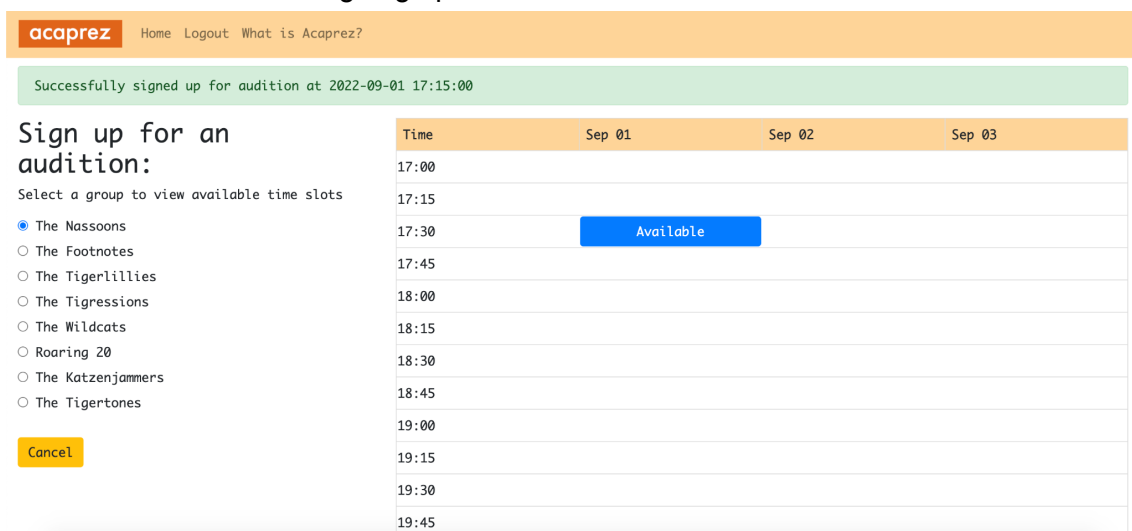 acaprez Home Logout What is Acaprez?
Successfully signed up for audition at 2022-09-01 17:15:00
Sign up for an
audition:
Select a group to view available time slots
The Nassoons
The Footnotes
The Tigerlillies
The Tigressions
The Wildcats
Roaring 20
The Katzenjammers
The Tigertones
Cancel
Time Sep 01 Sep 02 Sep 03
17:00
17:15
17:30 Available
17:45
18:00
18:15
18:30
18:45
19:00
19:15
19:30
19:45